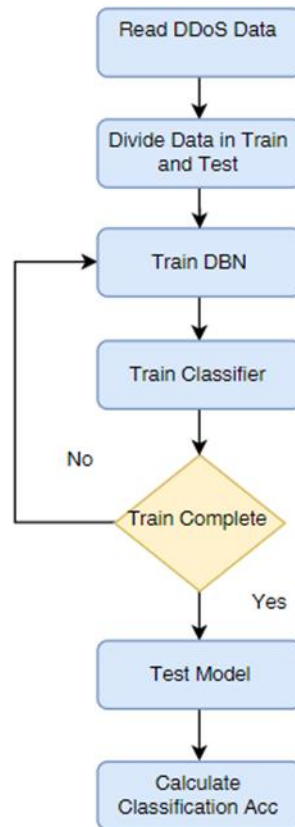 Read DDoS Data
Divide Data in Train
and Test
Train DBN
Train Classifier
No
Train Complete
Yes
Test Model
Calculate
Classification Acc